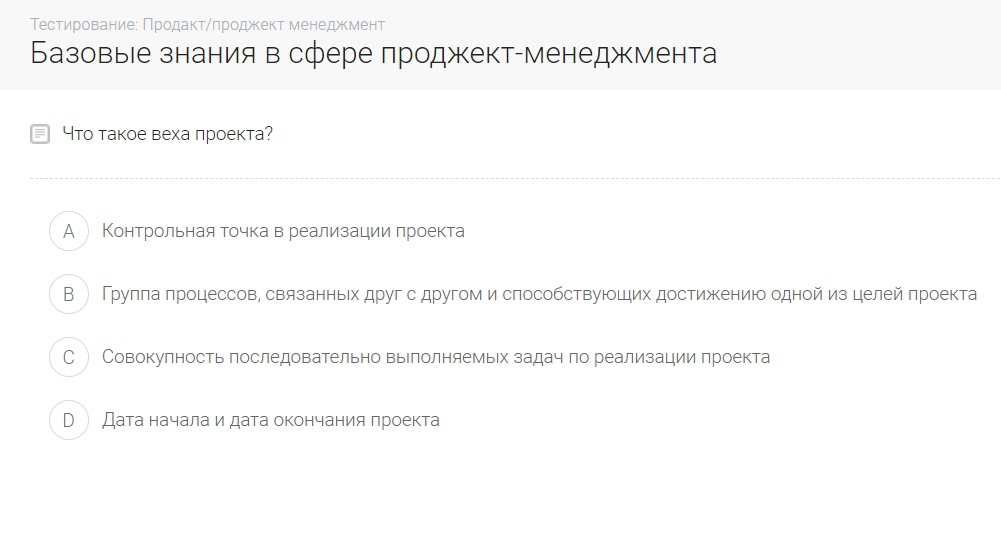 Тестирование: Продакт/проджект менеджмент
Базовые знания в сфере проджект-менеджмента
Что такое веха проекта?
A Контрольная точка в реализации проекта
B Группа процессов, связанных друг с другом и способствующих достижению одной из целей проекта
C Совокупность последовательно выполняемых задач по реализации проекта
D Дата начала и дата окончания проекта